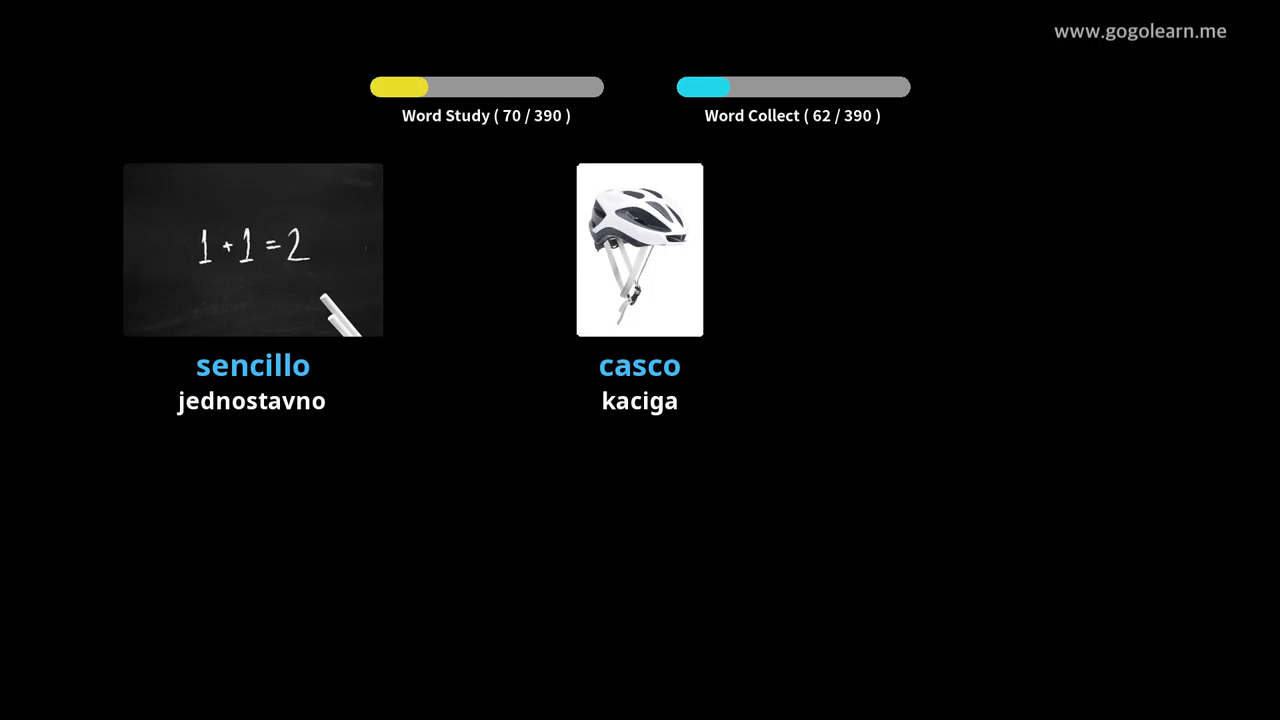 www.gogolearn.me
Word Study ( 70 / 390 )
Word Collect ( 62 / 390 )
1 + 1 = 2
sencillo
jednostavno
casco
kaciga